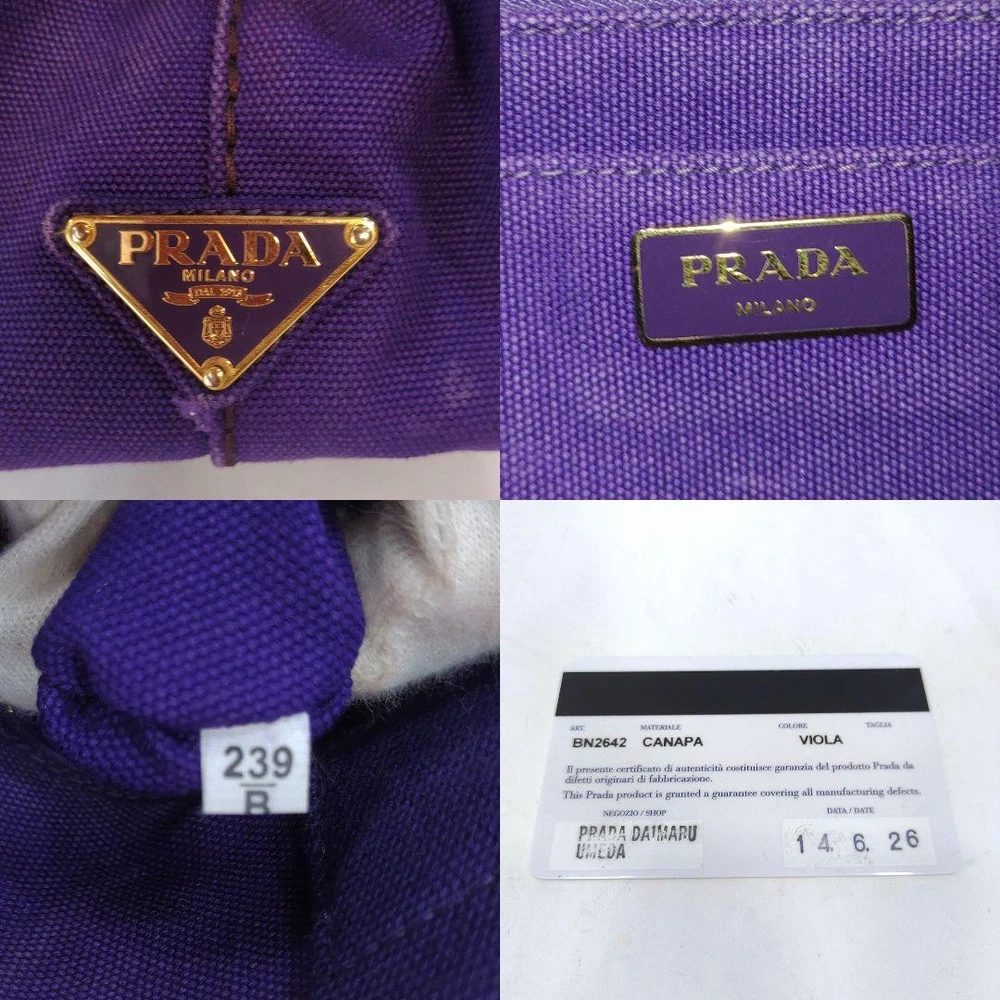 PRADA
MILANO
DAL 1913
PRADA
MILANO
239
B
ART. MATERIALE COLORE TAGLIA
BN2642 CANAPA VIOLA
Il presente certificato di autenticità costituisce garanzia del prodotto Prada da
difetti originari di fabbricazione.
This Prada product is granted a guarantee covering all manufacturing defects.
NEGOZIO / SHOP DATA / DATE
PRADA DAIMARU
UMEDA
14. 6. 26